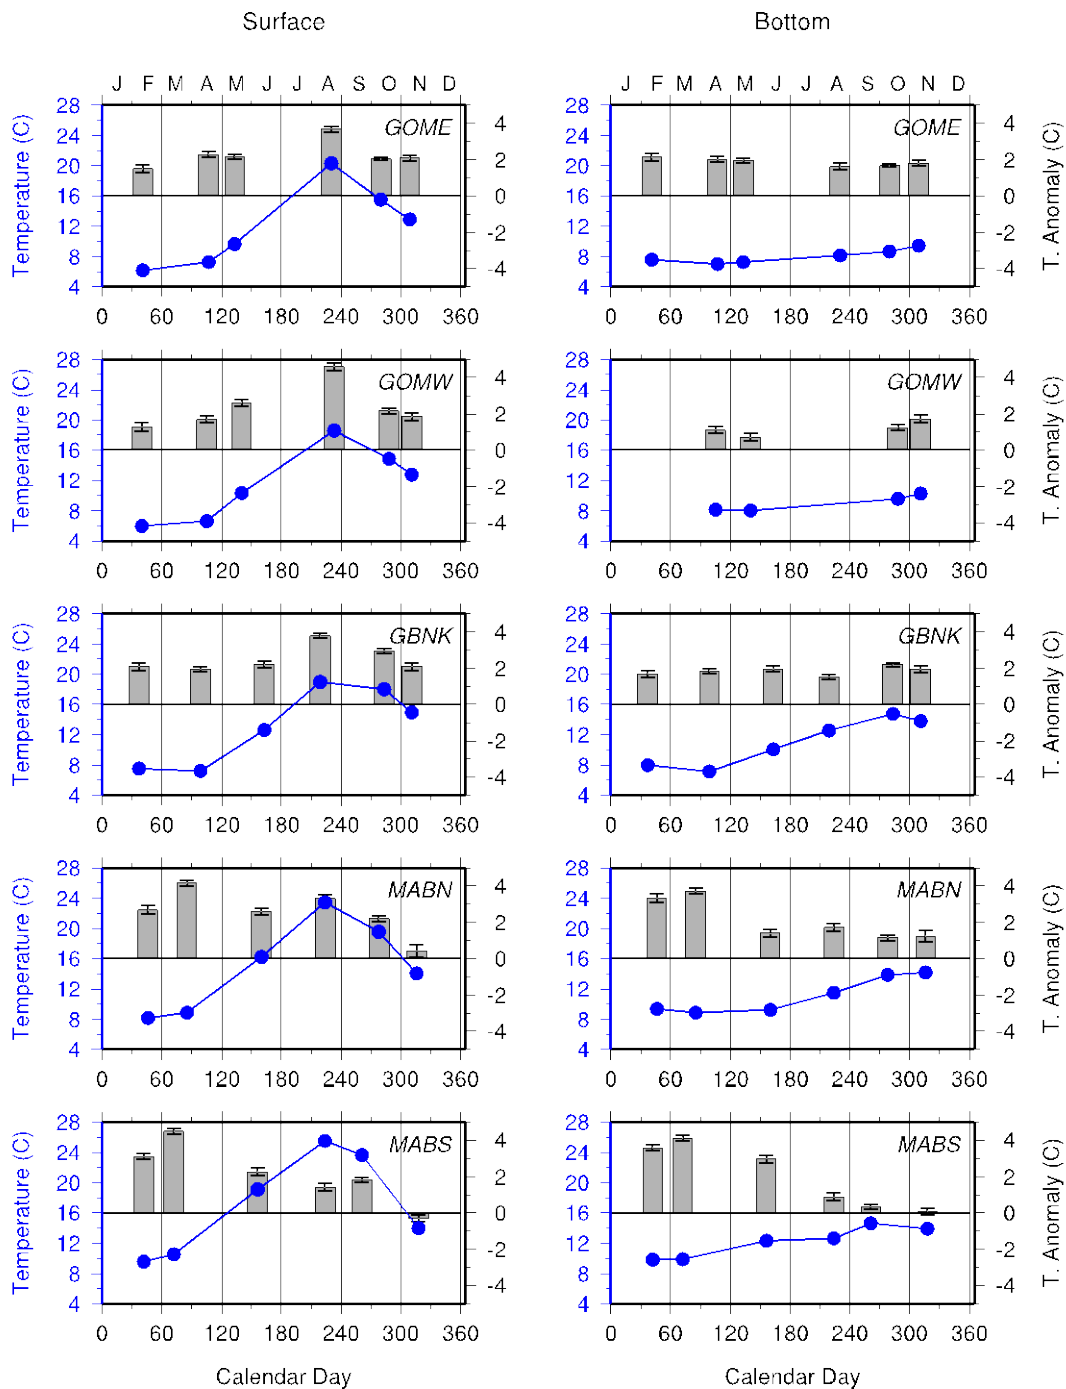 Surface Bottom
J F M A M J J A S O N D J F M A M J J A S O N D
28 24 20 16 12 8 4 Temperature (C) GOME 4 2 0 -2 -4 28 24 20 16 12 8 4 GOME 4 2 0 -2 -4 T. Anomaly (C)
0 60 120 180 240 300 360 0 60 120 180 240 300 360
28 24 20 16 12 8 4 Temperature (C) GOMW 4 2 0 -2 -4 28 24 20 16 12 8 4 GOMW 4 2 0 -2 -4 T. Anomaly (C)
0 60 120 180 240 300 360 0 60 120 180 240 300 360
28 24 20 16 12 8 4 Temperature (C) GBNK 4 2 0 -2 -4 28 24 20 16 12 8 4 GBNK 4 2 0 -2 -4 T. Anomaly (C)
0 60 120 180 240 300 360 0 60 120 180 240 300 360
28 24 20 16 12 8 4 Temperature (C) MABN 4 2 0 -2 -4 28 24 20 16 12 8 4 MABN 4 2 0 -2 -4 T. Anomaly (C)
0 60 120 180 240 300 360 0 60 120 180 240 300 360
28 24 20 16 12 8 4 Temperature (C) MABS 4 2 0 -2 -4 28 24 20 16 12 8 4 MABS 4 2 0 -2 -4 T. Anomaly (C)
0 60 120 180 240 300 360 0 60 120 180 240 300 360
Calendar Day Calendar Day